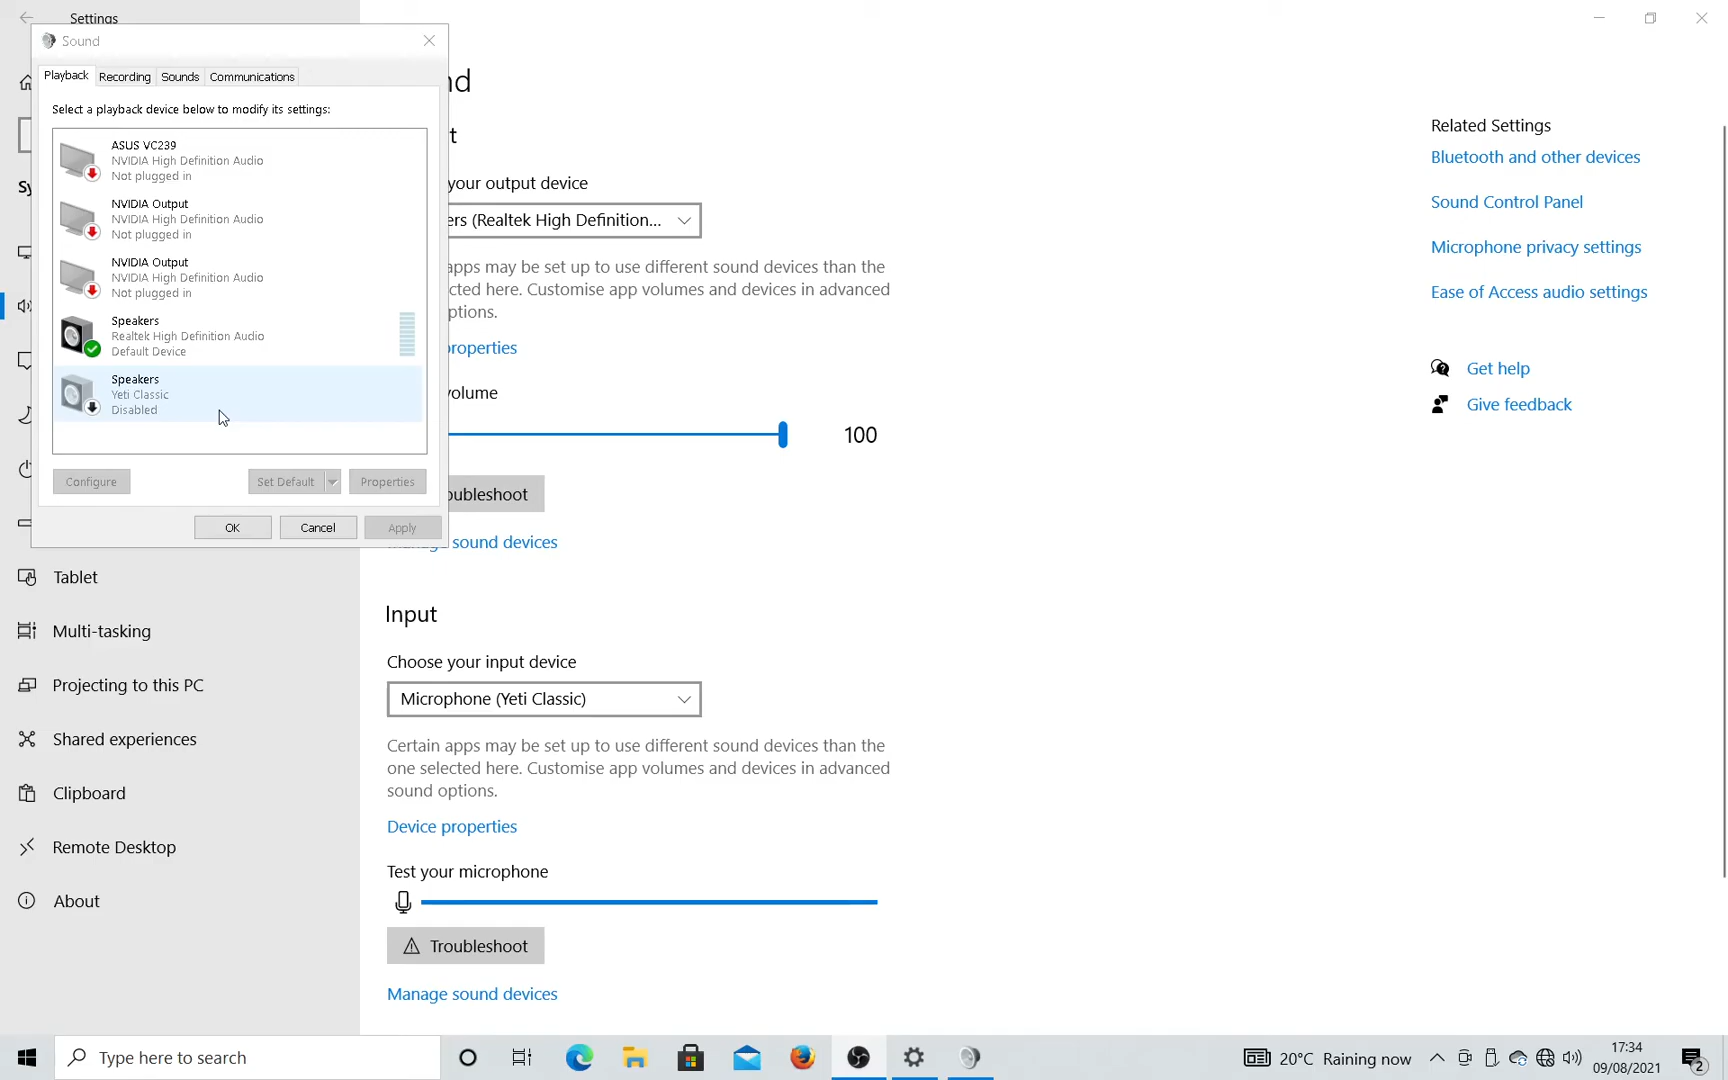 Settings
Sound
Playback
Recording
Sounds
Communications
Select a playback device below to modify its settings:
ASUS VC239
NVIDIA High Definition Audio
Not plugged in
NVIDIA Output
NVIDIA High Definition Audio
Not plugged in
NVIDIA Output
NVIDIA High Definition Audio
Not plugged in
Speakers
Realtek High Definition Audio
Default Device
Speakers
Yeti Classic
Disabled
Configure
Set Default
Properties
OK
Cancel
Apply
Sy
Tablet
Multi-tasking
Projecting to this PC
Shared experiences
Clipboard
Remote Desktop
About
nd
t
your output device
ers (Realtek High Definition...
apps may be set up to use different sound devices than the
cted here. Customise app volumes and devices in advanced
ptions.
properties
volume
100
oubleshoot
Manage sound devices
Input
Choose your input device
Microphone (Yeti Classic)
Certain apps may be set up to use different sound devices than the
one selected here. Customise app volumes and devices in advanced
sound options.
Device properties
Test your microphone
Troubleshoot
Manage sound devices
Related Settings
Bluetooth and other devices
Sound Control Panel
Microphone privacy settings
Ease of Access audio settings
Get help
Give feedback
Type here to search
20°C Raining now
17:34
09/08/2021
2